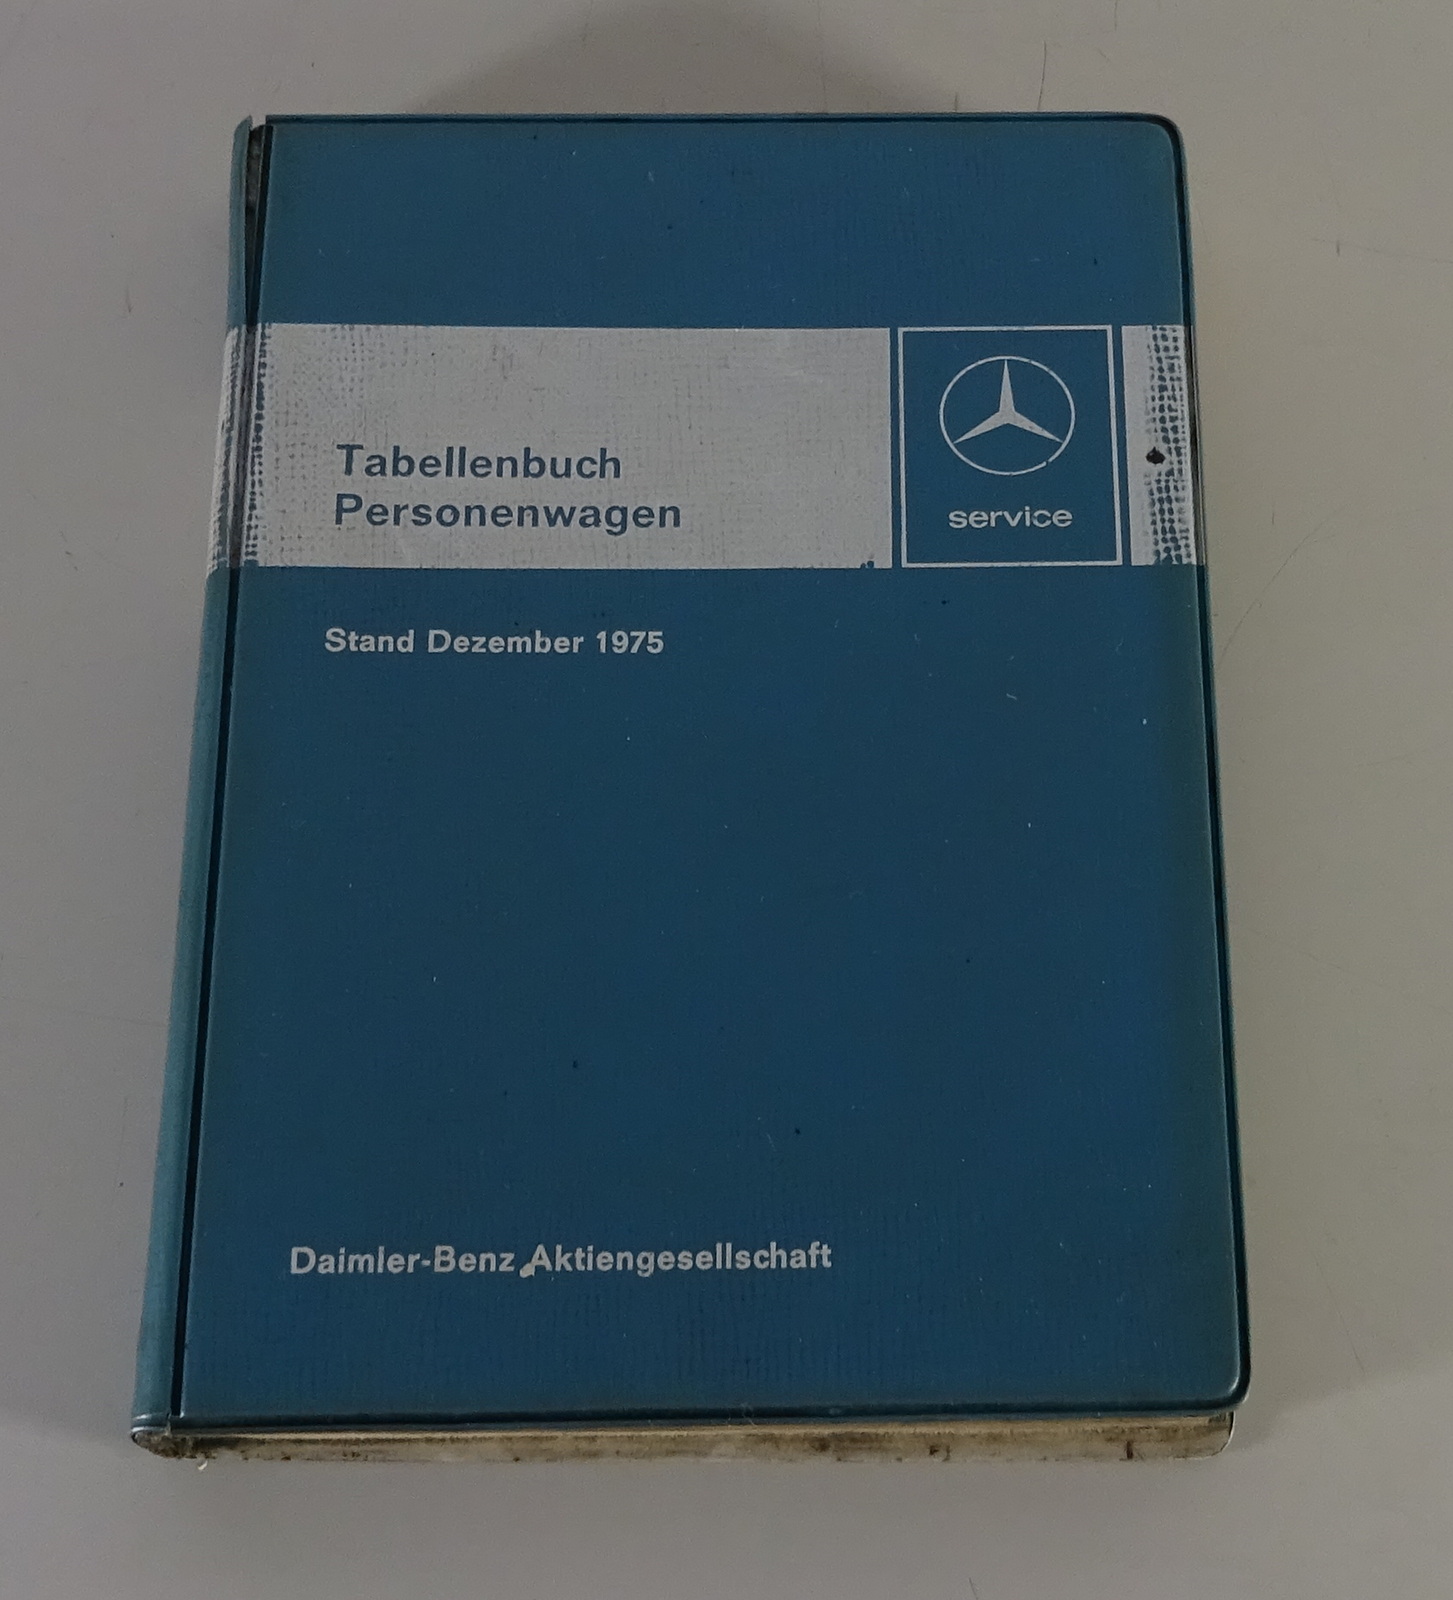 Tabellenbuch
Personenwagen
service
Stand Dezember 1975
Daimler-Benz Aktiengesellschaft